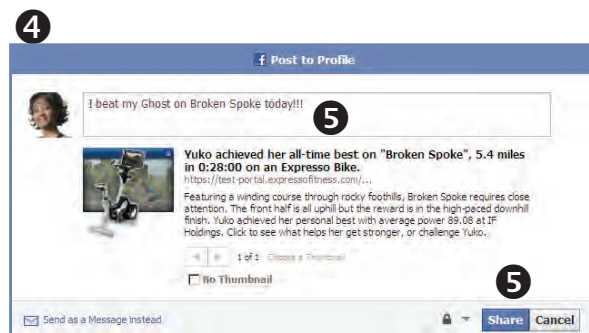 4
f Post to Profile
I beat my Ghost on Broken Spoke today!!!
5
Yuko achieved her all-time best on "Broken Spoke", 5.4 miles
in 0:28:00 on an Expresso Bike.
https://test-portal.expressofitness.com/...
Featuring a winding course through rocky foothills, Broken Spoke requires close
attention. The front half is all uphill but the reward is in the high-paced downhill
finish. Yuko achieved her personal best with average power 89.08 at IF
Holdings. Click to see what helps her get stronger, or challenge Yuko.
1 of 1 Choose a Thumbnail
No Thumbnail
5
Send as a Message instead
Share Cancel